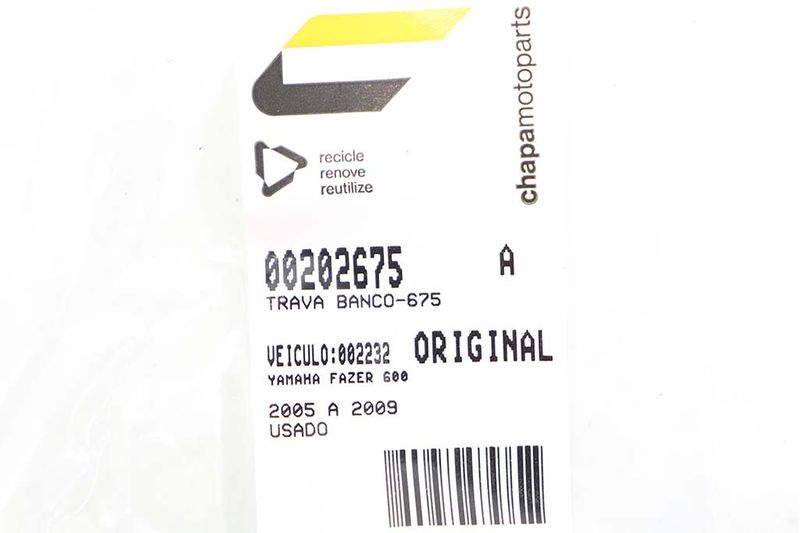 chapamotoparts
recicle
renove
reutilize
00202675 A
TRAVA BANCO-675
VEICULO:002232 ORIGINAL
YAMAHA FAZER 600
2005 A 2009
USADO